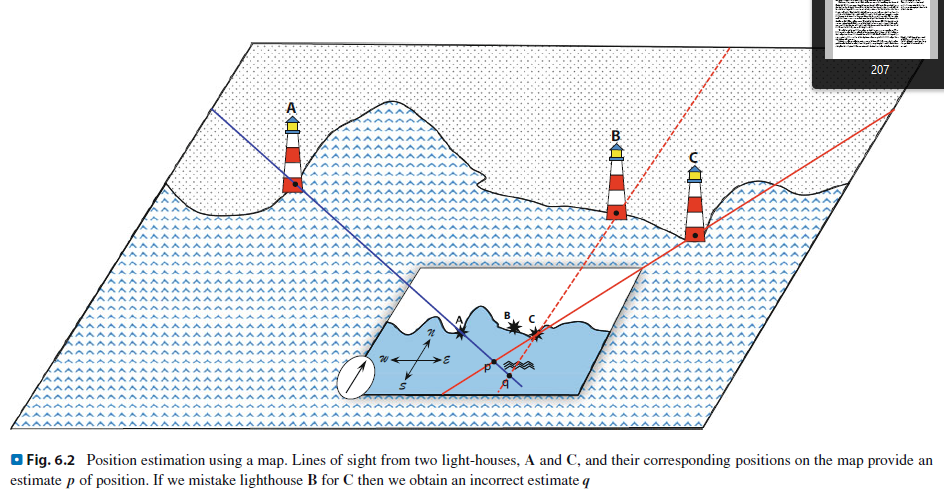 207
A
B
C
A
B
C
N
W
E
S
p
q
Fig. 6.2 Position estimation using a map. Lines of sight from two light-houses, A and C, and their corresponding positions on the map provide an
estimate p of position. If we mistake lighthouse B for C then we obtain an incorrect estimate q